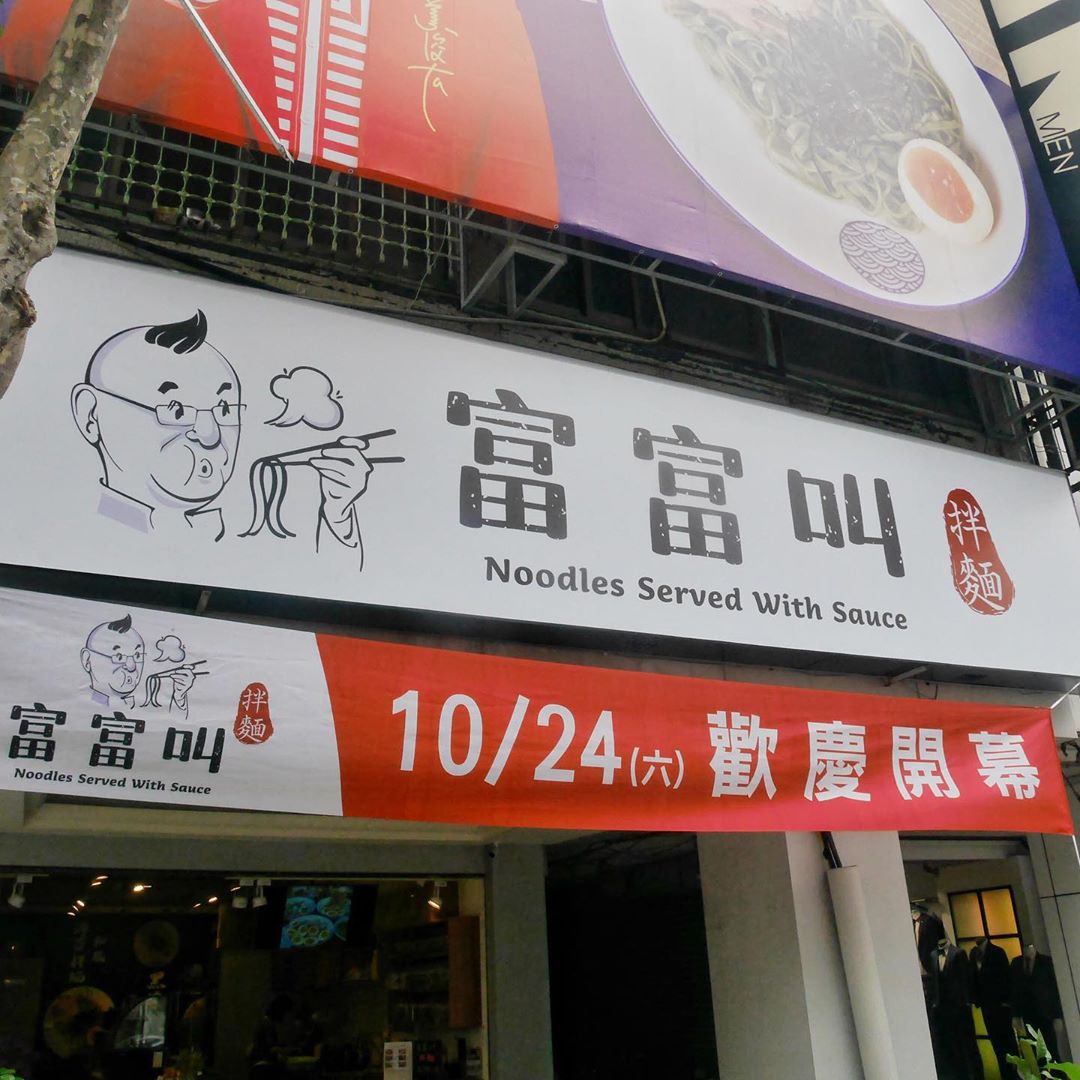 MEN
富富叫
拌麵
Noodles Served With Sauce
富富叫
拌麵
Noodles Served With Sauce
10/24(六) 歡慶開幕